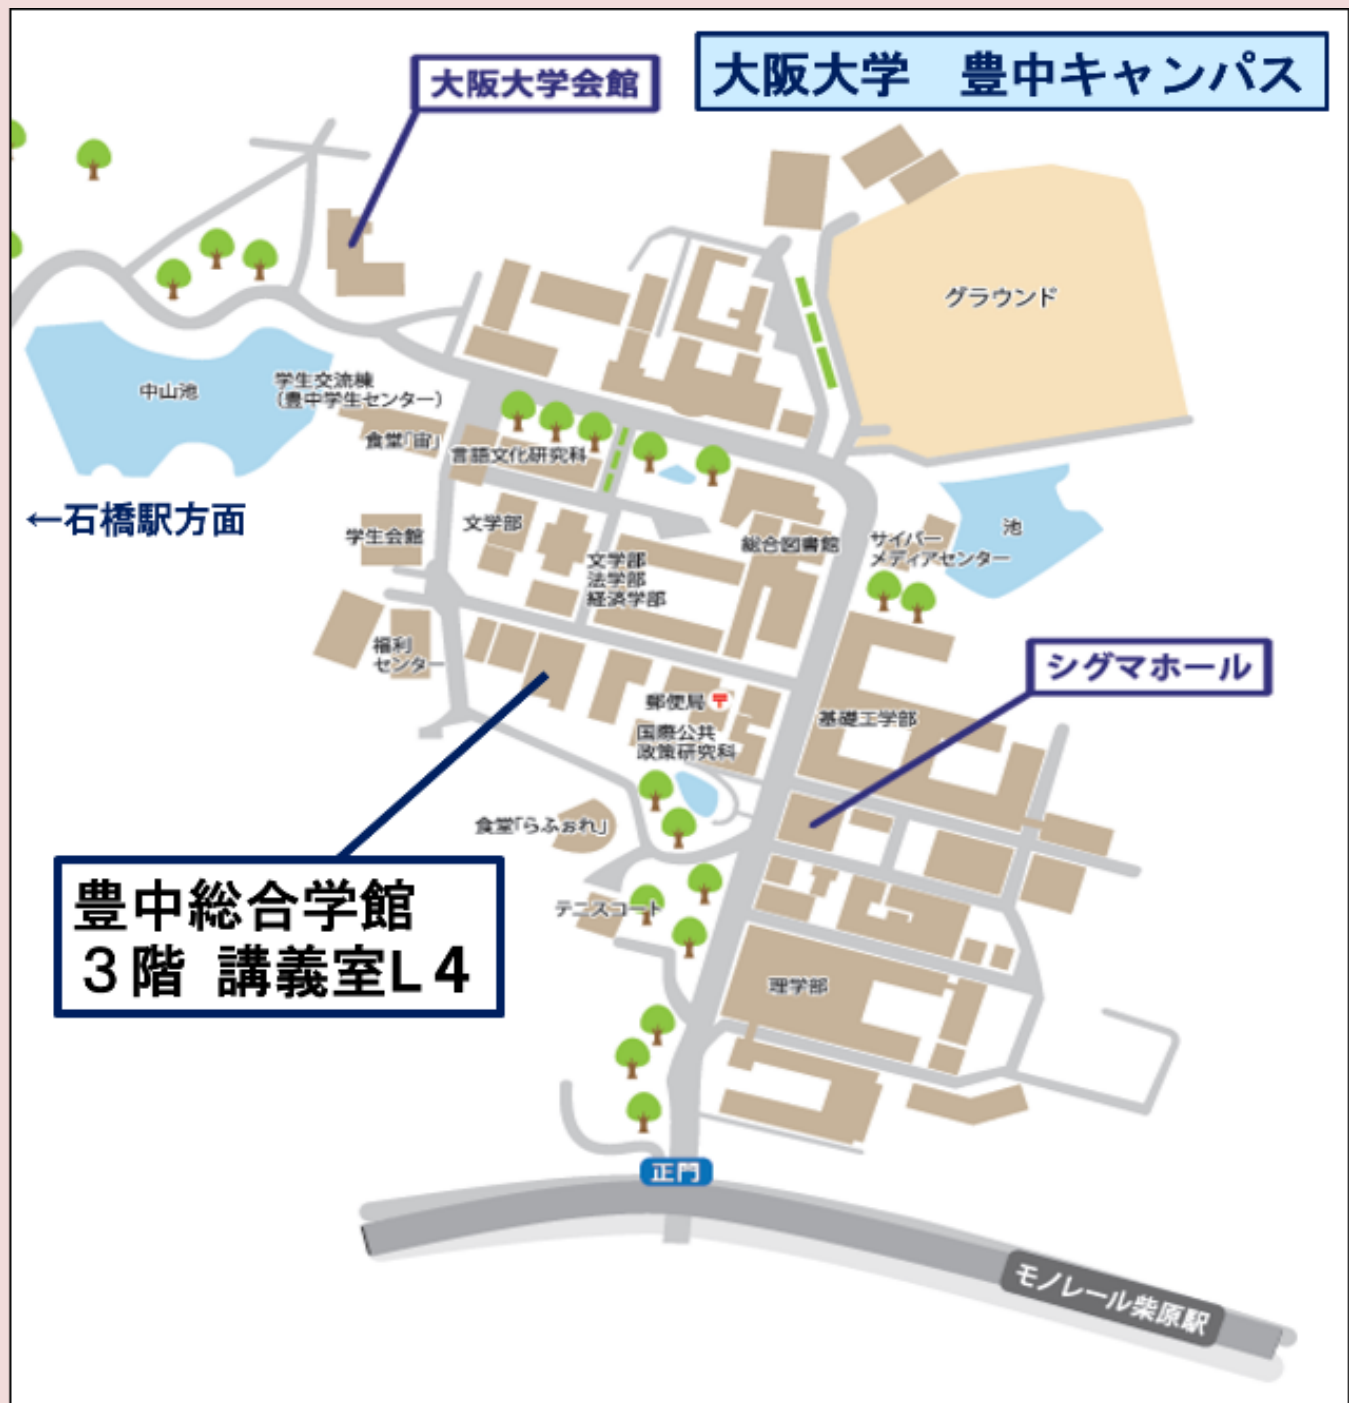 大阪大学　豊中キャンパス
大阪大学会館
グラウンド
中山池
学生交流棟
（豊中学生センター）
食堂「宙」
言語文化研究科
←石橋駅方面
学生会館
文学部
文学部
法学部
経済学部
総合図書館
サイバー
メディアセンター
池
福利
センター
シグマホール
郵便局 〒
国際公共
政策研究科
基礎工学部
食堂「らふぉれ」
豊中総合学館
３階 講義室L４
テニスコート
理学部
正門
モノレール柴原駅